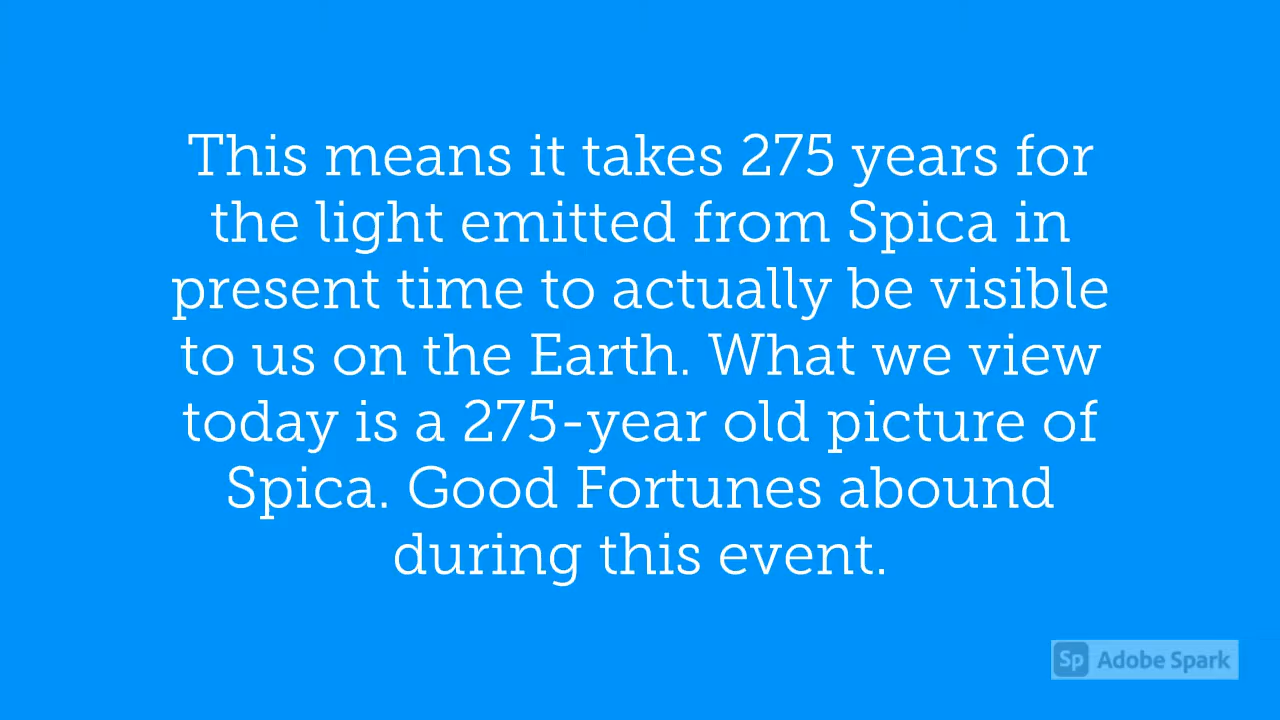 This means it takes 275 years for
the light emitted from Spica in
present time to actually be visible
to us on the Earth. What we view
today is a 275-year old picture of
Spica. Good Fortunes abound
during this event.
Sp Adobe Spark